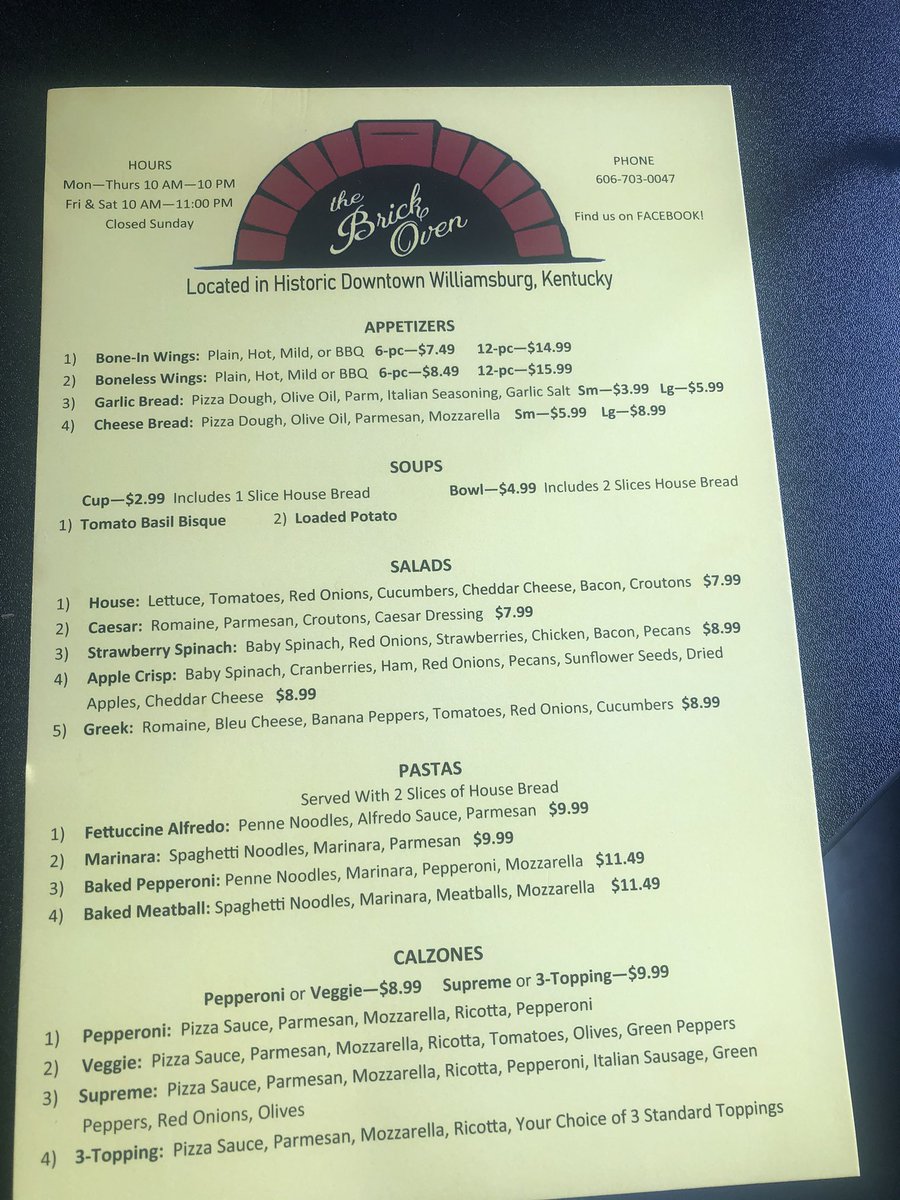 HOURS
Mon—Thurs 10 AM—10 PM
Fri & Sat 10 AM—11:00 PM
Closed Sunday
the
Brick
Oven
PHONE
606-703-0047
Find us on FACEBOOK!
Located in Historic Downtown Williamsburg, Kentucky
APPETIZERS
1) Bone-In Wings: Plain, Hot, Mild, or BBQ 6-pc—$7.49 12-pc—$14.99
2) Boneless Wings: Plain, Hot, Mild or BBQ 6-pc—$8.49 12-pc—$15.99
3) Garlic Bread: Pizza Dough, Olive Oil, Parm, Italian Seasoning, Garlic Salt Sm—$3.99 Lg—$5.99
4) Cheese Bread: Pizza Dough, Olive Oil, Parmesan, Mozzarella Sm—$5.99 Lg—$8.99
SOUPS
Cup—$2.99 Includes 1 Slice House Bread Bowl—$4.99 Includes 2 Slices House Bread
1) Tomato Basil Bisque 2) Loaded Potato
SALADS
1) House: Lettuce, Tomatoes, Red Onions, Cucumbers, Cheddar Cheese, Bacon, Croutons $7.99
2) Caesar: Romaine, Parmesan, Croutons, Caesar Dressing $7.99
3) Strawberry Spinach: Baby Spinach, Red Onions, Strawberries, Chicken, Bacon, Pecans $8.99
4) Apple Crisp: Baby Spinach, Cranberries, Ham, Red Onions, Pecans, Sunflower Seeds, Dried
Apples, Cheddar Cheese $8.99
5) Greek: Romaine, Bleu Cheese, Banana Peppers, Tomatoes, Red Onions, Cucumbers $8.99
PASTAS
Served With 2 Slices of House Bread
1) Fettuccine Alfredo: Penne Noodles, Alfredo Sauce, Parmesan $9.99
2) Marinara: Spaghetti Noodles, Marinara, Parmesan $9.99
3) Baked Pepperoni: Penne Noodles, Marinara, Pepperoni, Mozzarella $11.49
4) Baked Meatball: Spaghetti Noodles, Marinara, Meatballs, Mozzarella $11.49
CALZONES
Pepperoni or Veggie—$8.99 Supreme or 3-Topping—$9.99
1) Pepperoni: Pizza Sauce, Parmesan, Mozzarella, Ricotta, Pepperoni
2) Veggie: Pizza Sauce, Parmesan, Mozzarella, Ricotta, Tomatoes, Olives, Green Peppers
3) Supreme: Pizza Sauce, Parmesan, Mozzarella, Ricotta, Pepperoni, Italian Sausage, Green
Peppers, Red Onions, Olives
4) 3-Topping: Pizza Sauce, Parmesan, Mozzarella, Ricotta, Your Choice of 3 Standard Toppings